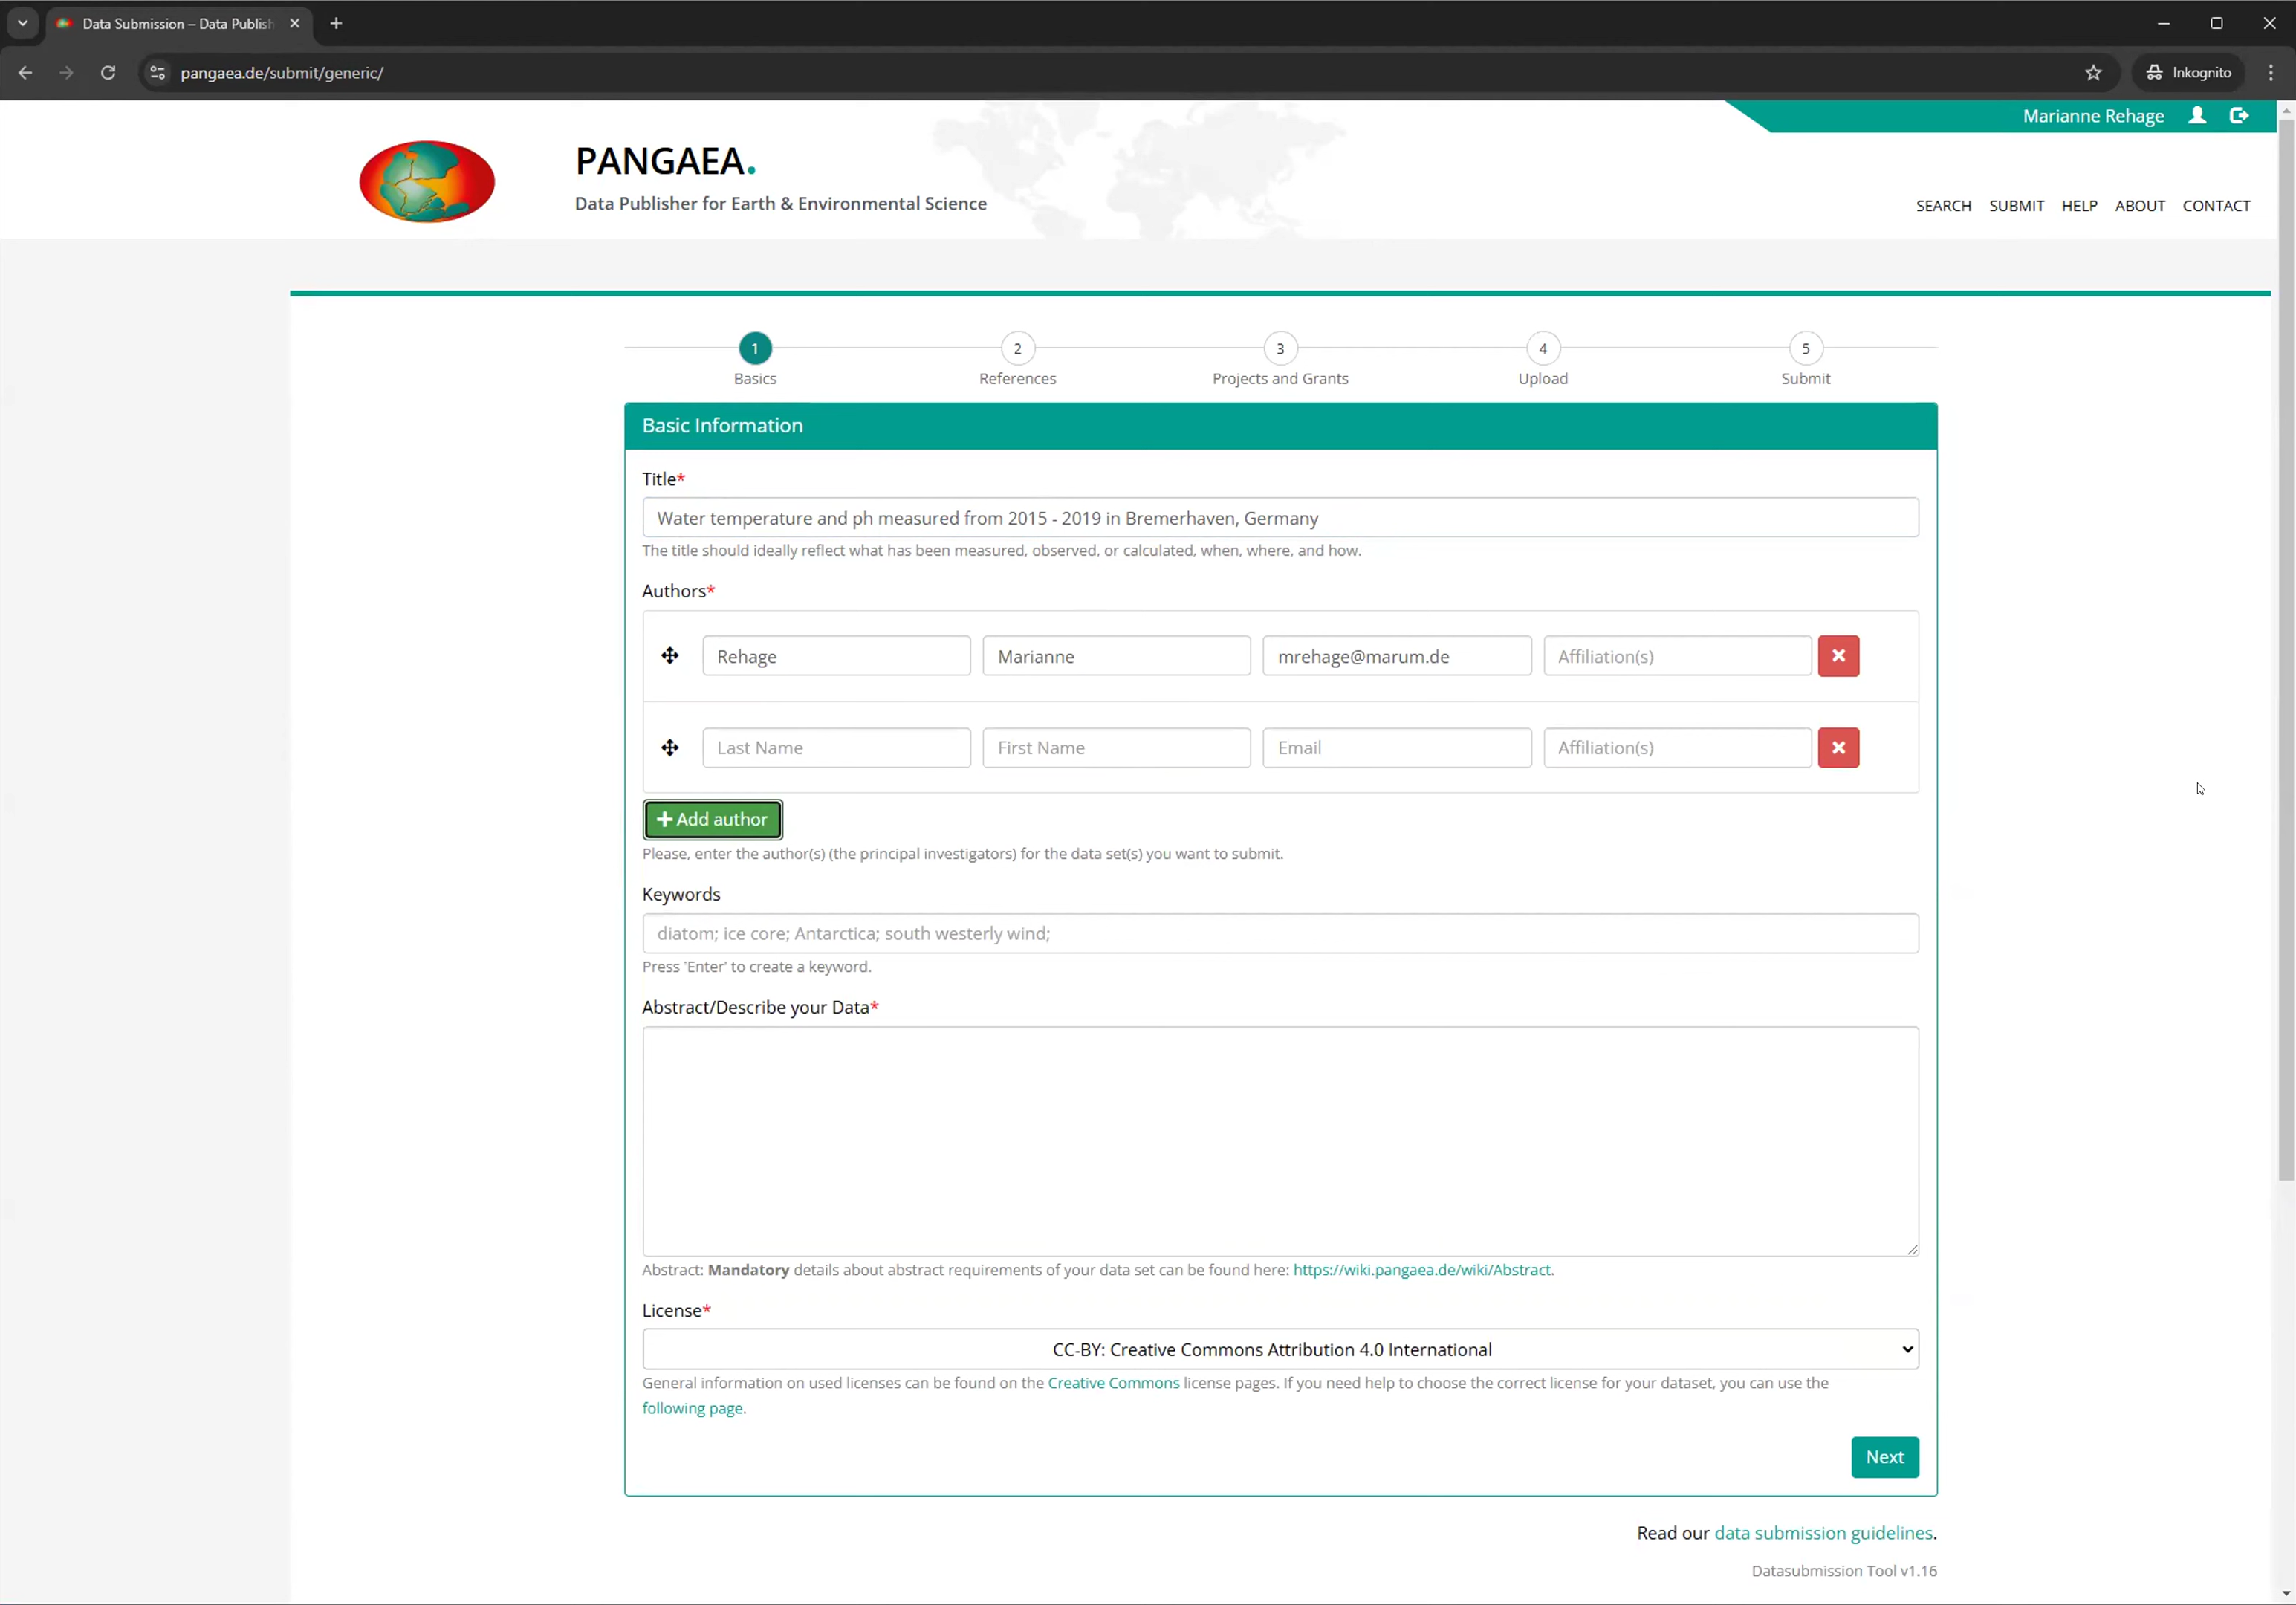 Data Submission – Data Publish
pangaea.de/submit/generic/
Inkognito
Marianne Rehage
PANGAEA.
Data Publisher for Earth & Environmental Science
SEARCH SUBMIT HELP ABOUT CONTACT
1 2 3 4 5
Basics References Projects and Grants Upload Submit
Basic Information
Title*
Water temperature and ph measured from 2015 - 2019 in Bremerhaven, Germany
The title should ideally reflect what has been measured, observed, or calculated, when, where, and how.
Authors*
Rehage Marianne mrehage@marum.de Affiliation(s)
Last Name First Name Email Affiliation(s)
Add author
Please, enter the author(s) (the principal investigators) for the data set(s) you want to submit.
Keywords
diatom; ice core; Antarctica; south westerly wind;
Press 'Enter' to create a keyword.
Abstract/Describe your Data*
Abstract: Mandatory details about abstract requirements of your data set can be found here: https://wiki.pangaea.de/wiki/Abstract.
License*
CC-BY: Creative Commons Attribution 4.0 International
General information on used licenses can be found on the Creative Commons license pages. If you need help to choose the correct license for your dataset, you can use the
following page.
Next
Read our data submission guidelines.
Datasubmission Tool v1.16